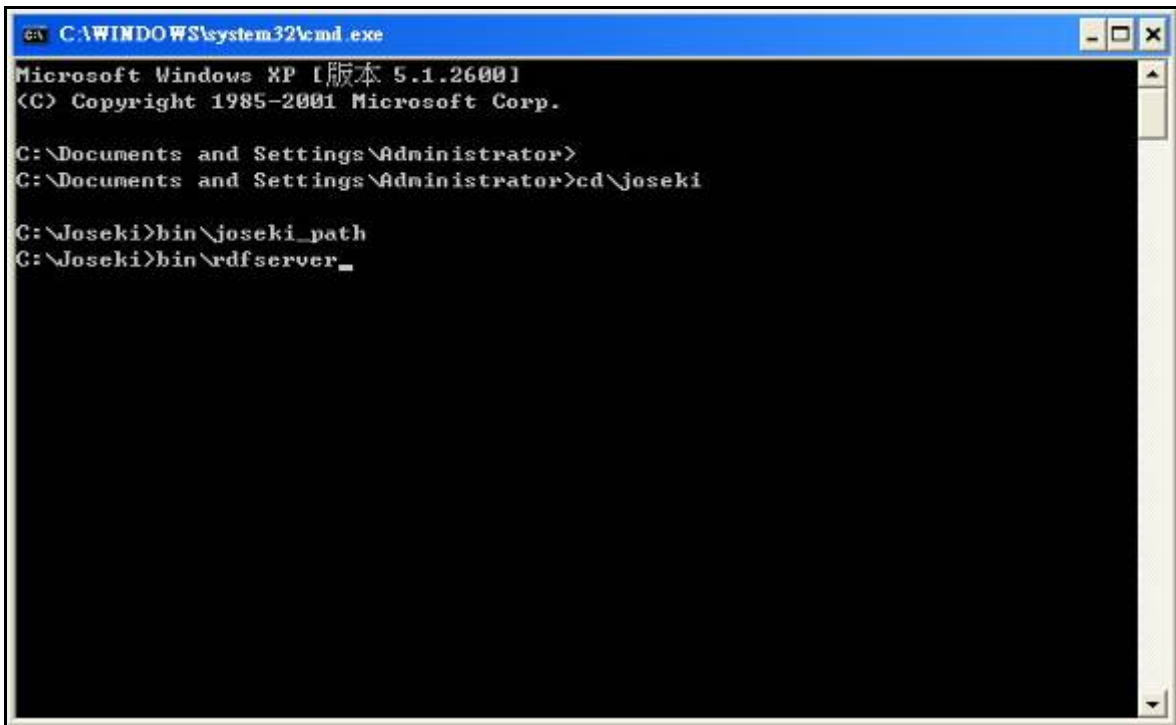 C:\WINDOWS\system32\cmd.exe
Microsoft Windows XP [版本 5.1.2600]
(C) Copyright 1985-2001 Microsoft Corp.
C:\Documents and Settings\Administrator>
C:\Documents and Settings\Administrator>cd\joseki
C:\Joseki>bin\joseki_path
C:\Joseki>bin\rdfserver_